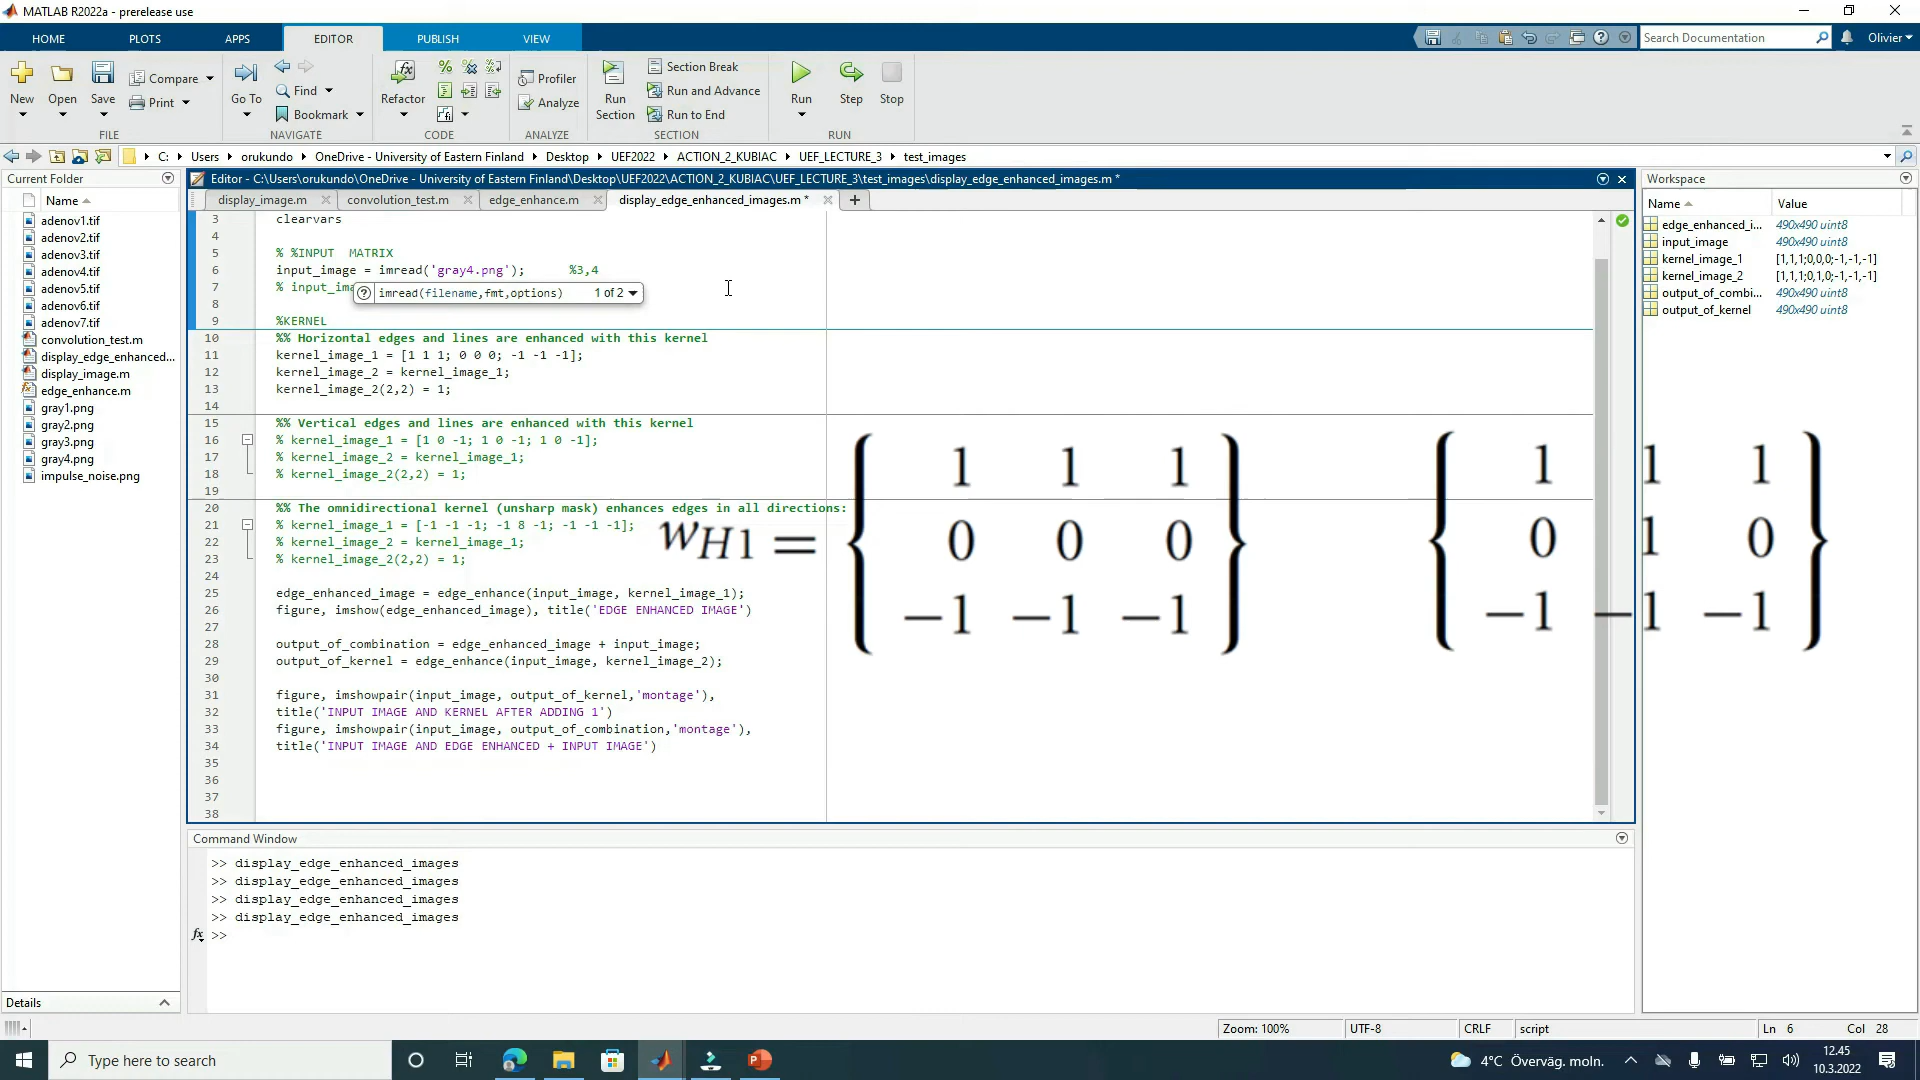 MATLAB R2022a - prerelease use
HOME PLOTS APPS EDITOR PUBLISH VIEW
Search Documentation
Olivier
New Open Save Compare Print
FILE
Go To Find Bookmark
NAVIGATE
Refactor
CODE
Profiler
Analyze
ANALYZE
Run Section
Section Break
Run and Advance
Run to End
SECTION
Run Step Stop
RUN
C: Users orukundo OneDrive - University of Eastern Finland Desktop UEF2022 ACTION_2_KUBIAC UEF_LECTURE_3 test_images
Current Folder
Name
adenov1.tif
adenov2.tif
adenov3.tif
adenov4.tif
adenov5.tif
adenov6.tif
adenov7.tif
convolution_test.m
display_edge_enhanced...
display_image.m
edge_enhance.m
gray1.png
gray2.png
gray3.png
gray4.png
impulse_noise.png
Details
Editor - C:\Users\orukundo\OneDrive - University of Eastern Finland\Desktop\UEF2022\ACTION_2_KUBIAC\UEF_LECTURE_3\test_images\display_edge_enhanced_images.m *
display_image.m convolution_test.m edge_enhance.m display_edge_enhanced_images.m *
3 clearvars
4
5 % %INPUT  MATRIX
6 input_image = imread('gray4.png');      %3,4
7 % input_ima
imread(filename,fmt,options) 1 of 2
8
9 %KERNEL
10 %% Horizontal edges and lines are enhanced with this kernel
11 kernel_image_1 = [1 1 1; 0 0 0; -1 -1 -1];
12 kernel_image_2 = kernel_image_1;
13 kernel_image_2(2,2) = 1;
14
15 %% Vertical edges and lines are enhanced with this kernel
16 % kernel_image_1 = [1 0 -1; 1 0 -1; 1 0 -1];
17 % kernel_image_2 = kernel_image_1;
18 % kernel_image_2(2,2) = 1;
19
20 %% The omnidirectional kernel (unsharp mask) enhances edges in all directions:
21 % kernel_image_1 = [-1 -1 -1; -1 8 -1; -1 -1 -1];
22 % kernel_image_2 = kernel_image_1;
23 % kernel_image_2(2,2) = 1;
24
25 edge_enhanced_image = edge_enhance(input_image, kernel_image_1);
26 figure, imshow(edge_enhanced_image), title('EDGE ENHANCED IMAGE')
27
28 output_of_combination = edge_enhanced_image + input_image;
29 output_of_kernel = edge_enhance(input_image, kernel_image_2);
30
31 figure, imshowpair(input_image, output_of_kernel,'montage'),
32 title('INPUT IMAGE AND KERNEL AFTER ADDING 1')
33 figure, imshowpair(input_image, output_of_combination,'montage'),
34 title('INPUT IMAGE AND EDGE ENHANCED + INPUT IMAGE')
35
36
37
38
1 1 1
wH1 = 0 0 0
−1 −1 −1
1 1 1
0 1 0
−1 −1 −1
Workspace
Name Value
edge_enhanced_i... 490x490 uint8
input_image 490x490 uint8
kernel_image_1 [1,1,1;0,0,0;-1,-1,-1]
kernel_image_2 [1,1,1;0,1,0;-1,-1,-1]
output_of_combi... 490x490 uint8
output_of_kernel 490x490 uint8
Command Window
>> display_edge_enhanced_images
>> display_edge_enhanced_images
>> display_edge_enhanced_images
>> display_edge_enhanced_images
fx >>
Zoom: 100% UTF-8 CRLF script Ln 6 Col 28
Type here to search
4°C Överväg. moln.
12.45
10.3.2022